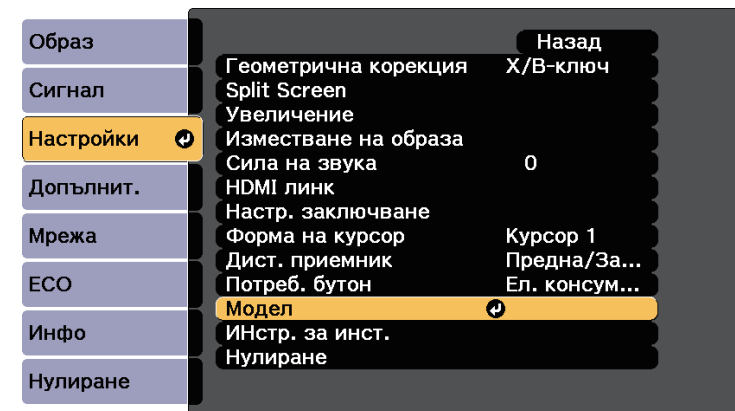 Образ
Сигнал
Настройки
Допълнит.
Мрежа
ECO
Инфо
Нулиране
Назад
Геометрична корекция Х/В-ключ
Split Screen
Увеличение
Изместване на образа
Сила на звука 0
HDMI линк
Настр. заключване
Форма на курсор Курсор 1
Дист. приемник Предна/За...
Потреб. бутон Ел. консум...
Модел
ИНстр. за инст.
Нулиране